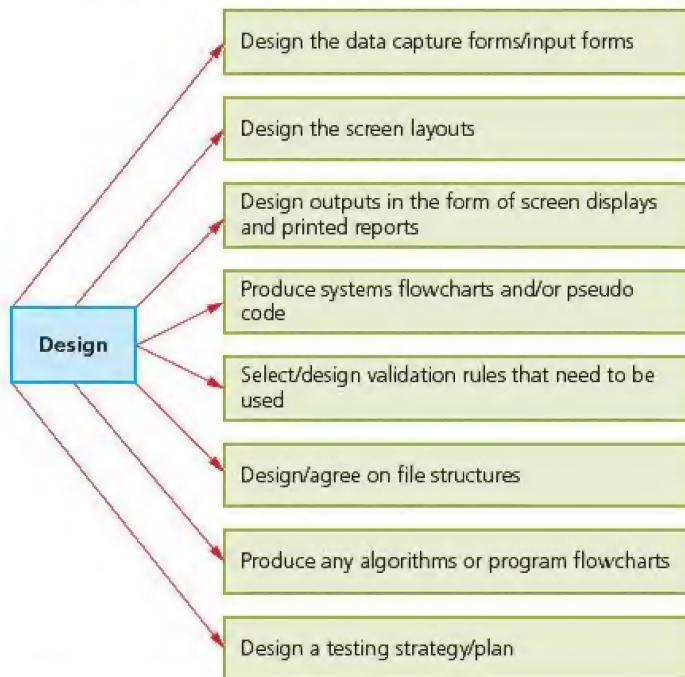 Design the data capture forms/input forms
Design the screen layouts
Design outputs in the form of screen displays
and printed reports
Produce systems flowcharts and/or pseudo
code
Design
Select/design validation rules that need to be
used
Design/agree on file structures
Produce any algorithms or program flowcharts
Design a testing strategy/plan